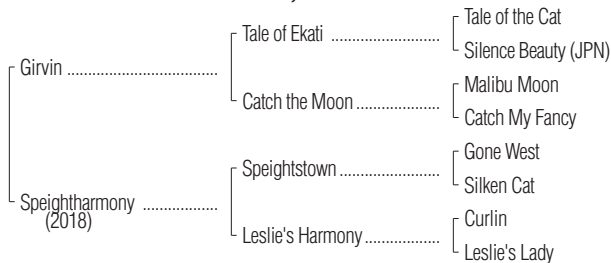 Tale of the Cat
Tale of Ekati ........................
Silence Beauty (JPN)
Girvin .................................
Malibu Moon
Catch the Moon ..................
Catch My Fancy
Gone West
Speightstown ......................
Silken Cat
Speightharmony ................
(2018)
Curlin
Leslie's Harmony ................
Leslie's Lady